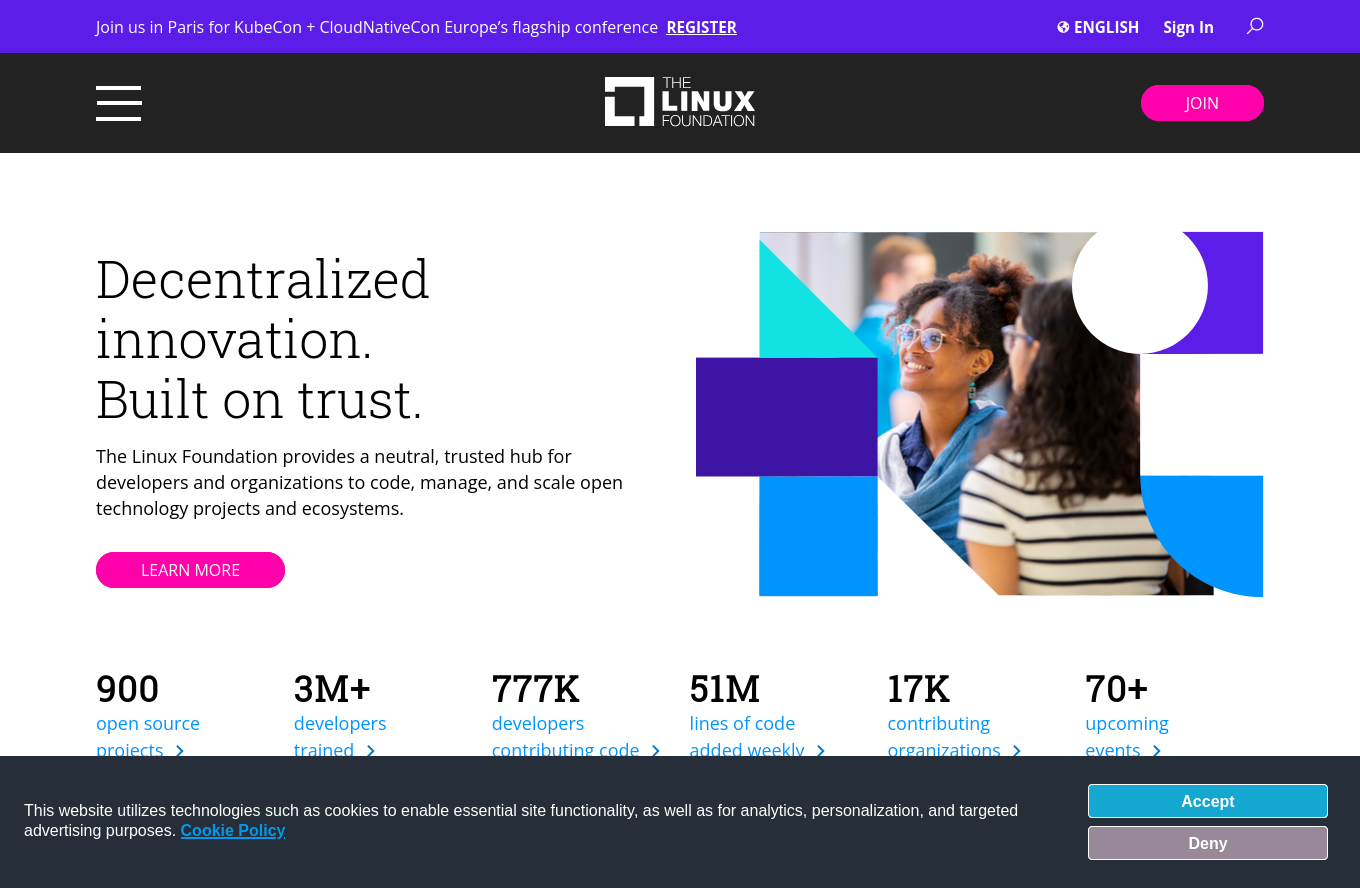 Join us in Paris for KubeCon + CloudNativeCon Europe’s flagship conference REGISTER
ENGLISH Sign In
THE
LINUX
FOUNDATION
JOIN
Decentralized
innovation.
Built on trust.
The Linux Foundation provides a neutral, trusted hub for
developers and organizations to code, manage, and scale open
technology projects and ecosystems.
LEARN MORE
900
open source
projects
3M+
developers
trained
777K
developers
contributing code
51M
lines of code
added weekly
17K
contributing
organizations
70+
upcoming
events
This website utilizes technologies such as cookies to enable essential site functionality, as well as for analytics, personalization, and targeted
advertising purposes. Cookie Policy
Accept
Deny